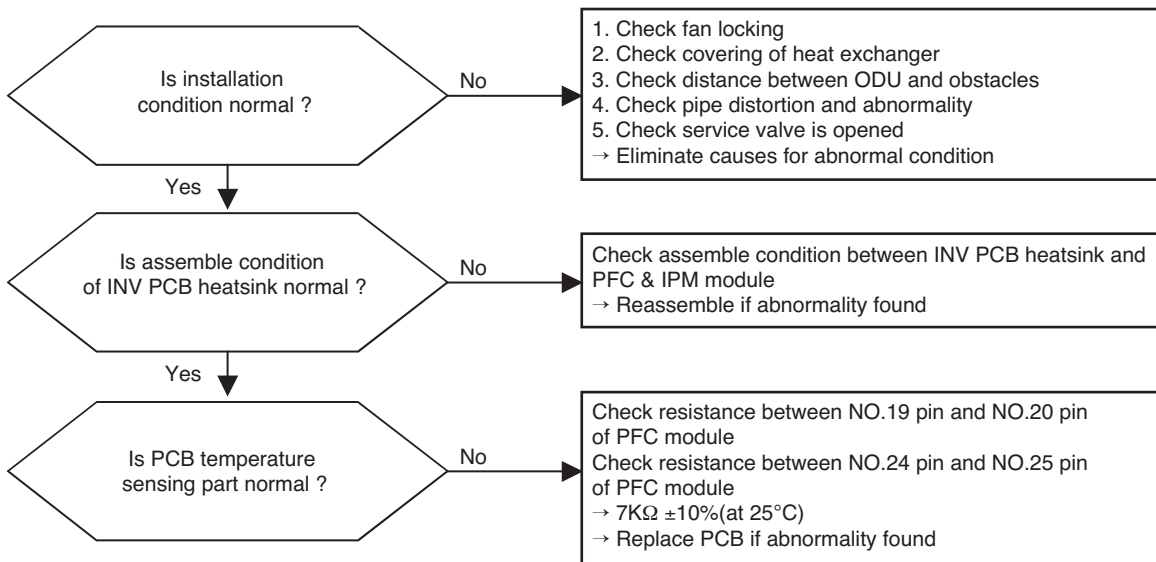 Is installation
condition normal ?
No
1. Check fan locking
2. Check covering of heat exchanger
3. Check distance between ODU and obstacles
4. Check pipe distortion and abnormality
5. Check service valve is opened
→ Eliminate causes for abnormal condition
Yes
Is assemble condition
of INV PCB heatsink normal ?
No
Check assemble condition between INV PCB heatsink and
PFC & IPM module
→ Reassemble if abnormality found
Yes
Is PCB temperature
sensing part normal ?
No
Check resistance between NO.19 pin and NO.20 pin
of PFC module
Check resistance between NO.24 pin and NO.25 pin
of PFC module
→ 7KΩ ±10%(at 25°C)
→ Replace PCB if abnormality found